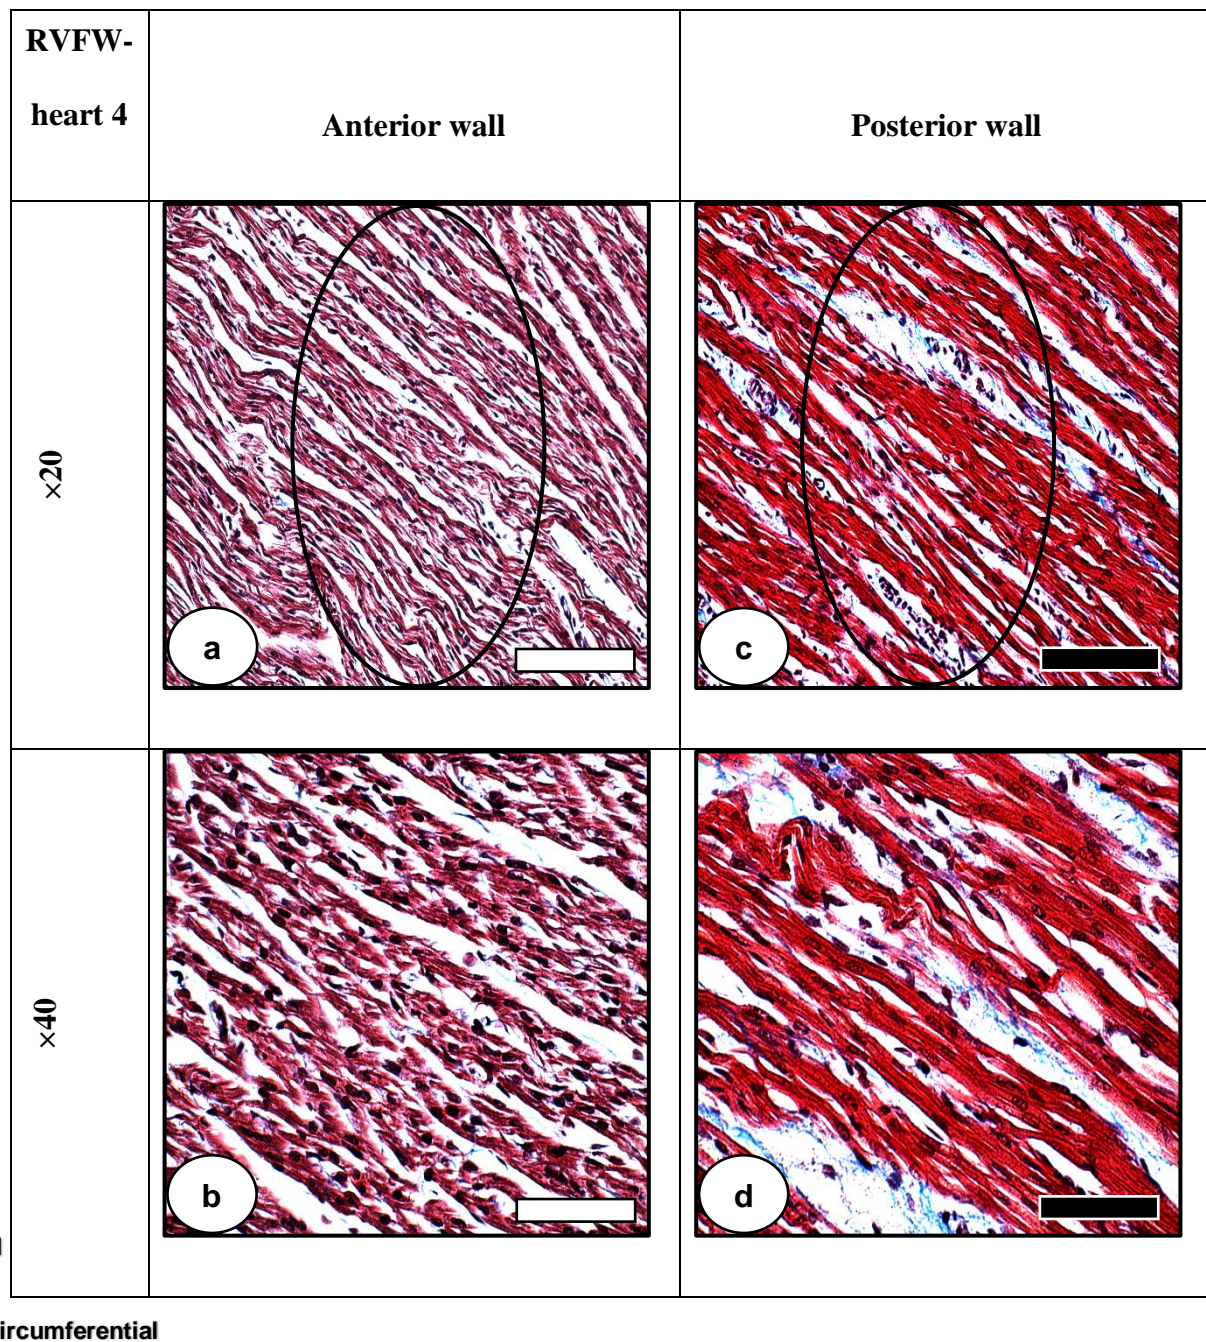 RVFW-
heart 4
Anterior wall
Posterior wall
×20
a
c
×40
b
d
ircumferential